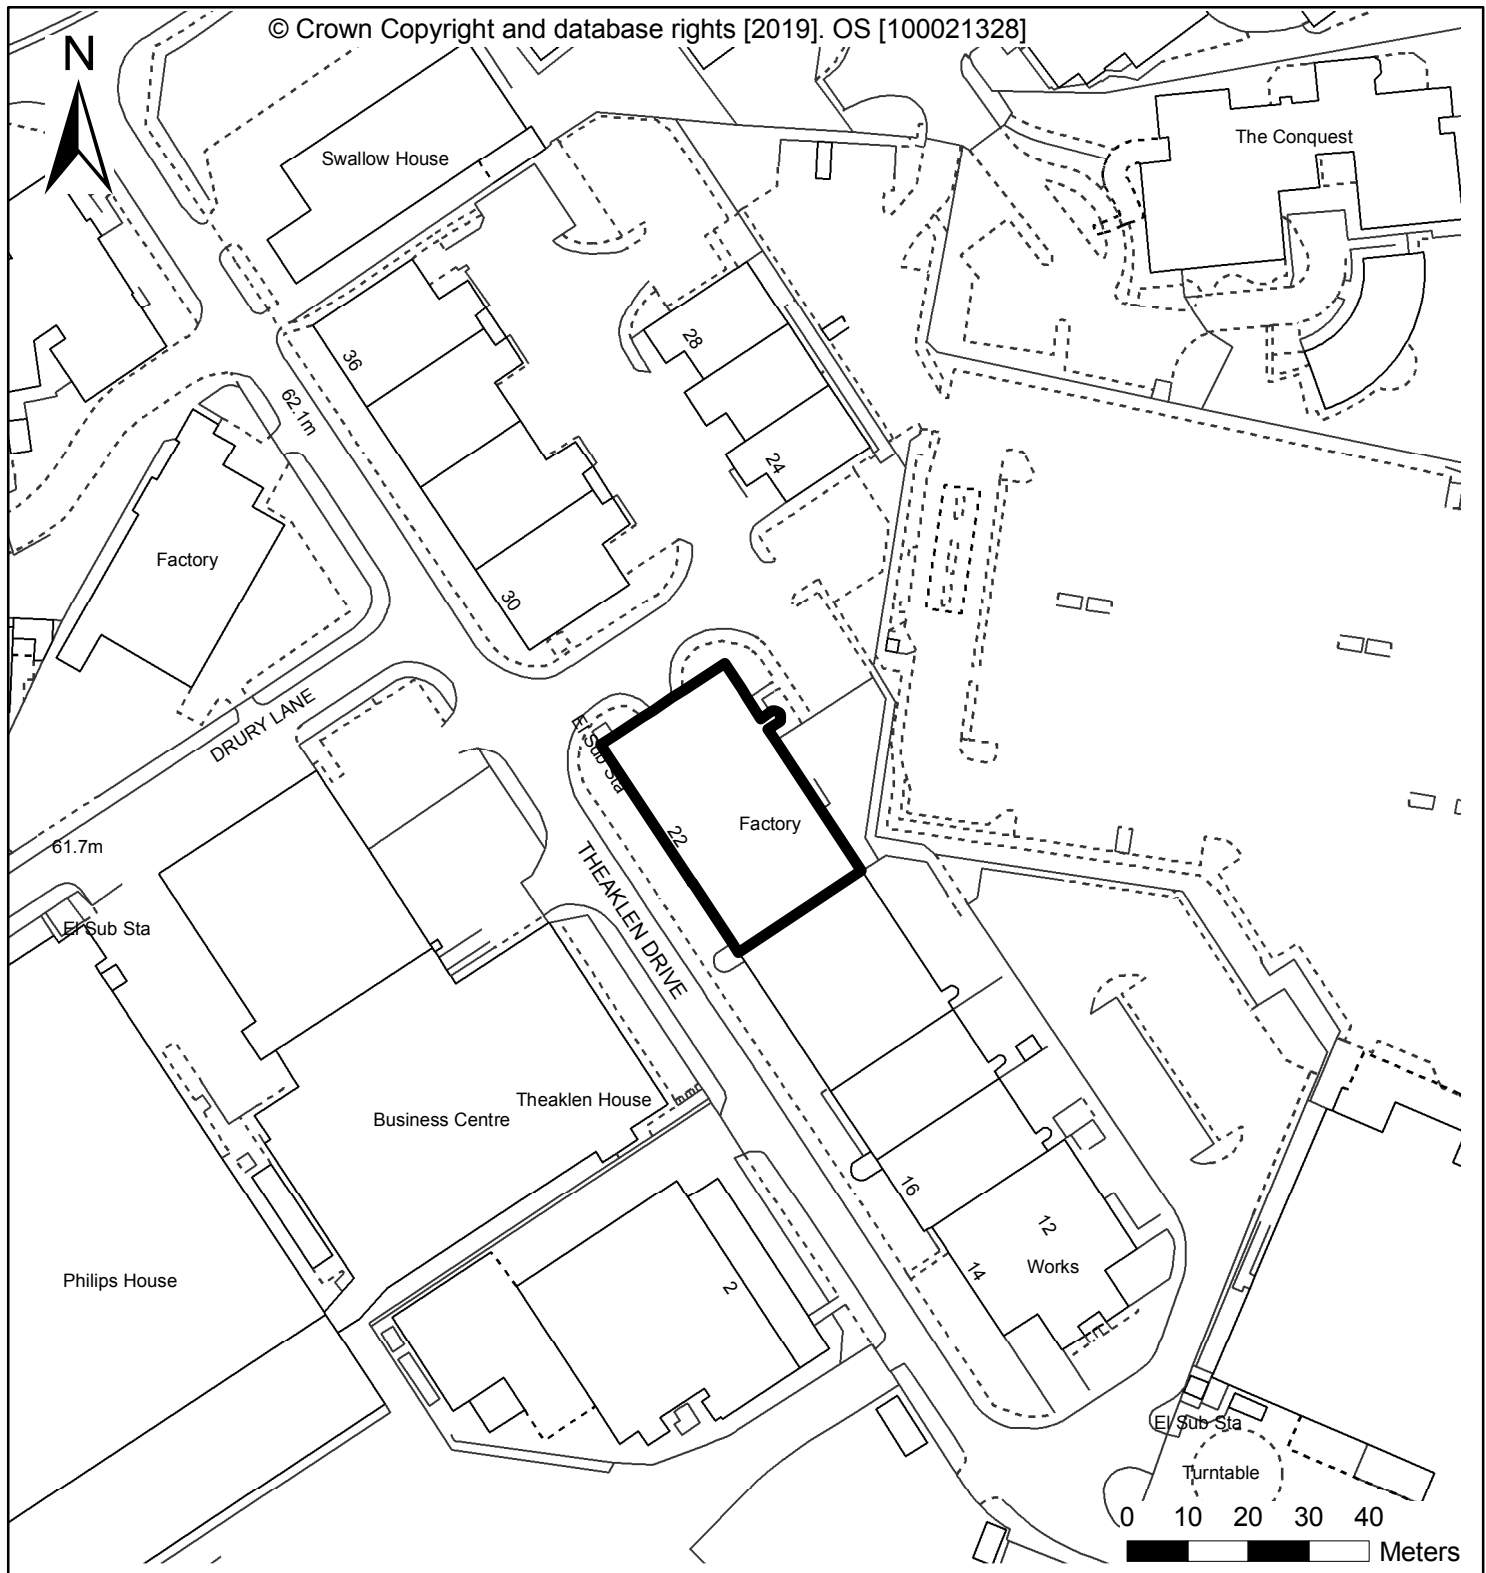 © Crown Copyright and database rights [2019]. OS [100021328]
N
The Conquest
Swallow House
28
36
62.1m
24
Factory
30
DRURY LANE
El Sub Sta
22
Factory
61.7m
THEAKLEN DRIVE
El Sub Sta
Theaklen House
Business Centre
16
12
14
Works
Philips House
2
El Sub Sta
Turntable
0 10 20 30 40
Meters